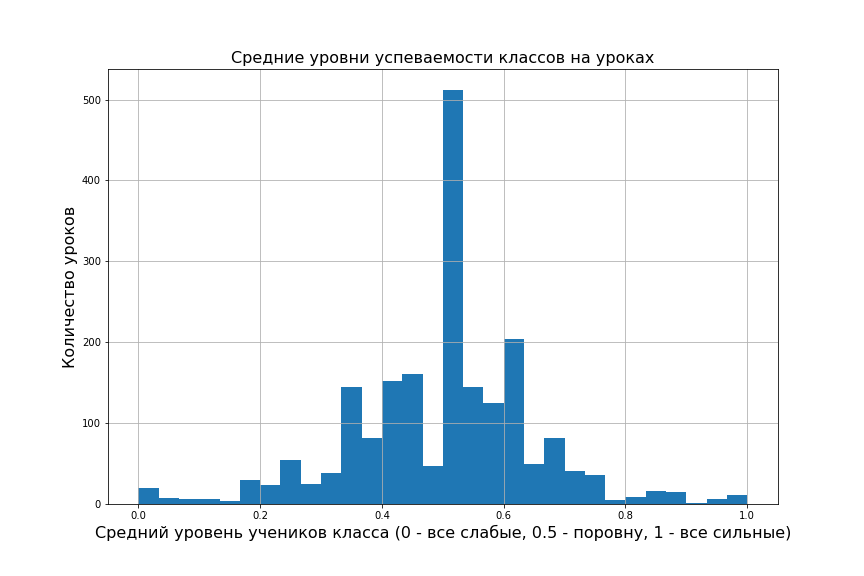 Средние уровни успеваемости классов на уроках
Количество уроков
500
400
300
200
100
0
0.0 0.2 0.4 0.6 0.8 1.0
Средний уровень учеников класса (0 - все слабые, 0.5 - поровну, 1 - все сильные)